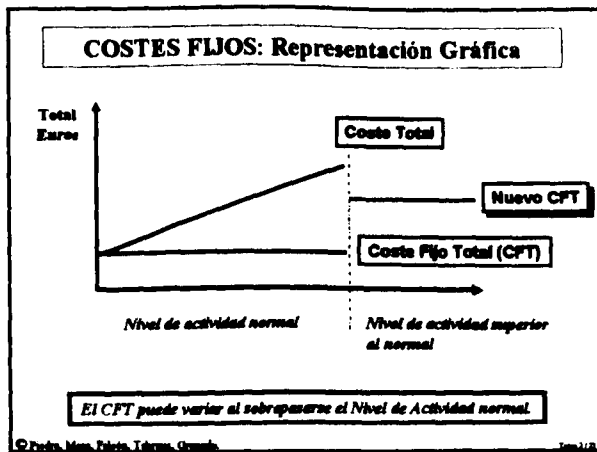 COSTES FIJOS: Representación Gráfica
Total
Euros
Coste Total
Nuevo CFT
Coste Fijo Total (CFT)
Nivel de actividad normal
Nivel de actividad superior
al normal
El CFT puede variar al sobrepasarse el Nivel de Actividad normal
© Piedra,